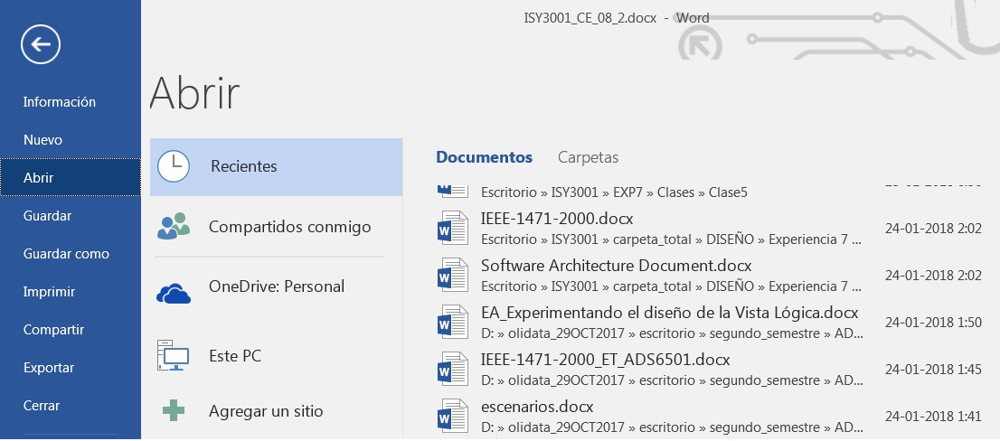 ISY3001_CE_08_2.docx - Word
Información
Nuevo
Abrir
Guardar
Guardar como
Imprimir
Compartir
Exportar
Cerrar
Abrir
Recientes
Compartidos conmigo
OneDrive: Personal
Este PC
Agregar un sitio
Documentos Carpetas
Escritorio » ISY3001 » EXP7 » Clases » Clase5
IEEE-1471-2000.docx 24-01-2018 2:02
Escritorio » ISY3001 » carpeta_total » DISEÑO » Experiencia 7 ...
Software Architecture Document.docx 24-01-2018 2:02
Escritorio » ISY3001 » carpeta_total » DISEÑO » Experiencia 7 ...
EA_Experimentando el diseño de la Vista Lógica.docx 24-01-2018 1:50
D: » olidata_29OCT2017 » escritorio » segundo_semestre » AD...
IEEE-1471-2000_ET_ADS6501.docx 24-01-2018 1:45
D: » olidata_29OCT2017 » escritorio » segundo_semestre » AD...
escenarios.docx 24-01-2018 1:41
D: » olidata_29OCT2017 » escritorio » segundo_semestre » AD...